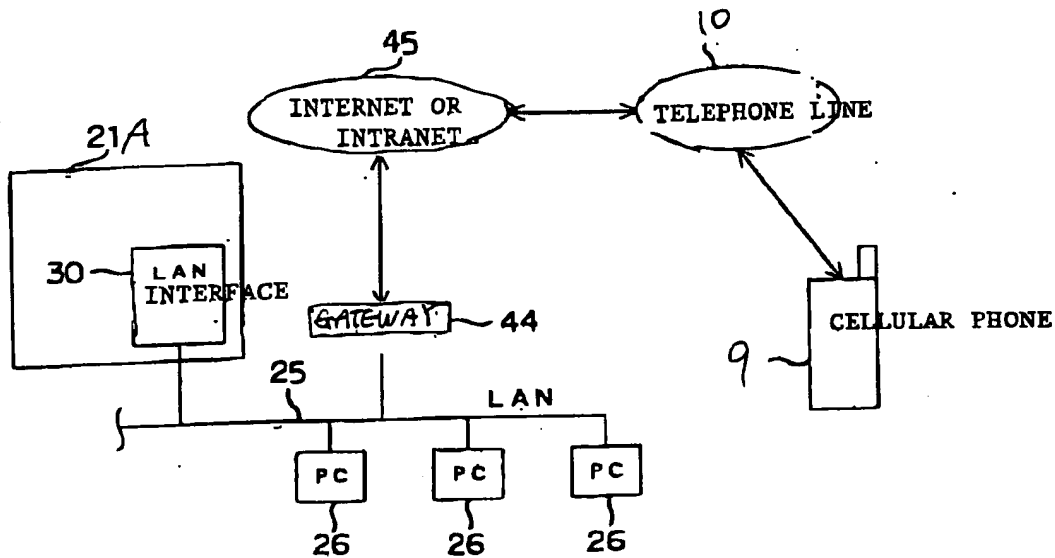 45
10
INTERNET OR
INTRANET
TELEPHONE LINE
21A
30
LAN
INTERFACE
GATEWAY
44
CELLULAR PHONE
9
25
LAN
PC
PC
PC
26
26
26